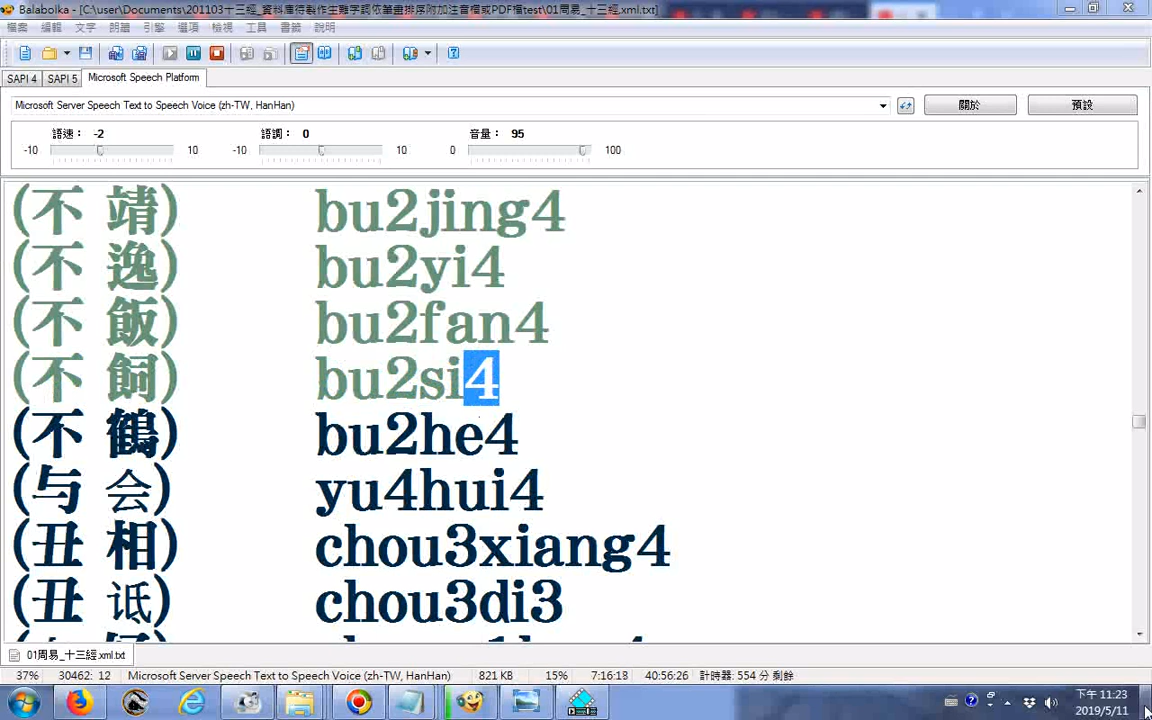 Balabolka - [C:\user\Documents\201103十三經_資料庫待製作生難字詞依筆畫排序附加注音檔或PDF檔test\01周易_十三經.xml.txt]
檔案 編輯 文字 朗讀 引擎 選項 檢視 工具 書籤 說明
SAPI 4 SAPI 5 Microsoft Speech Platform
Microsoft Server Speech Text to Speech Voice (zh-TW, HanHan) 關於 預設
語速： -2 語調： 0 音量： 95
-10 10 -10 10 0 100
(不 靖) bu2jing4
(不 逸) bu2yi4
(不 飯) bu2fan4
(不 飼) bu2si4
(不 鶴) bu2he4
(与 会) yu4hui4
(丑 相) chou3xiang4
(丑 诋) chou3di3
01周易_十三經.xml.txt
37% 30462: 12 Microsoft Server Speech Text to Speech Voice (zh-TW, HanHan) 821 KB 15% 7:16:18 40:56:26 計時器: 554 分 剩餘
下午 11:23
2019/5/11